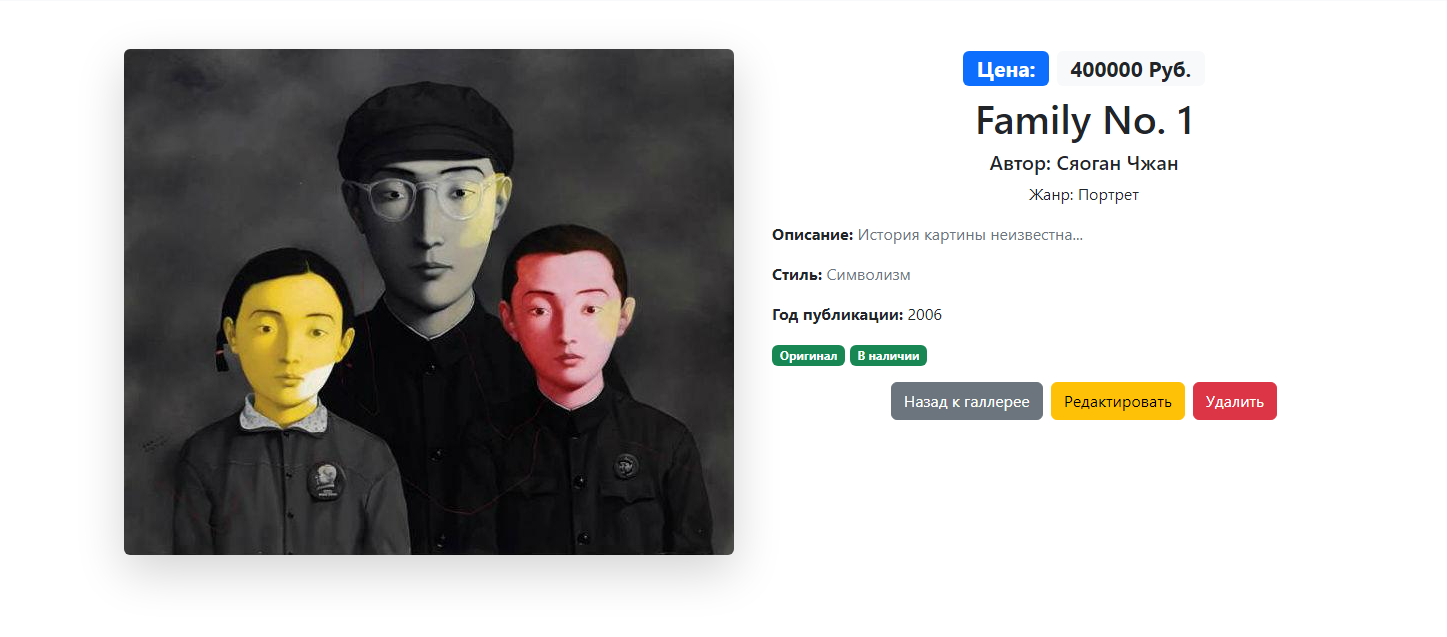 Цена: 400000 Руб.
Family No. 1
Автор: Сяоган Чжан
Жанр: Портрет
Описание: История картины неизвестна...
Стиль: Символизм
Год публикации: 2006
Оригинал В наличии
Назад к галлерее Редактировать Удалить